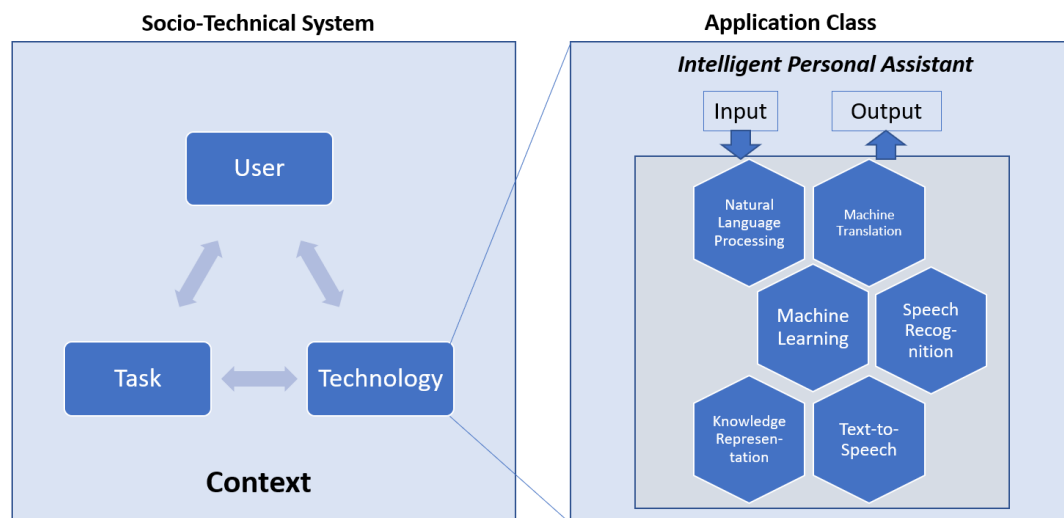 Socio-Technical System
User
Task
Technology
Context
Application Class
Intelligent Personal Assistant
Input
Output
Natural
Language
Processing
Machine
Translation
Machine
Learning
Speech
Recog-
nition
Knowledge
Represen-
tation
Text-to-
Speech